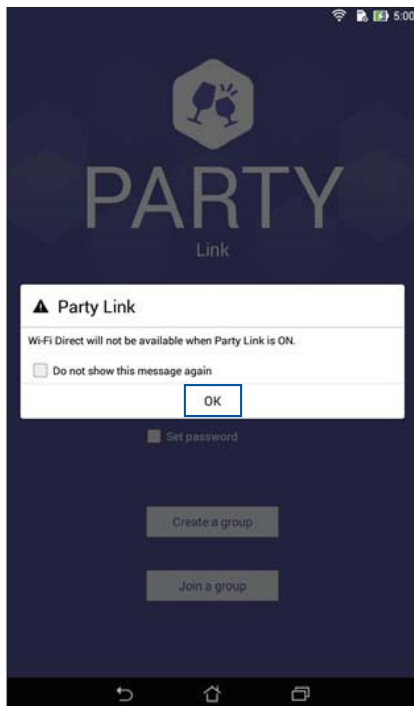 5:00
PARTY
Link
Party Link
Wi-Fi Direct will not be available when Party Link is ON.
Do not show this message again
OK
Set password
Create a group
Join a group